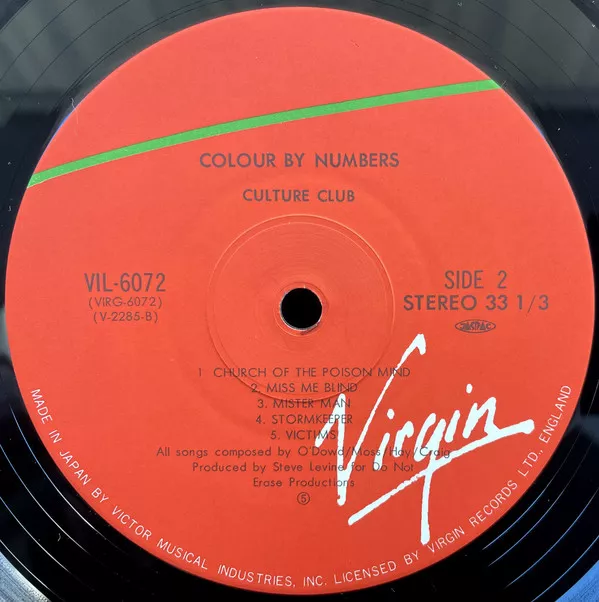 COLOUR BY NUMBERS
CULTURE CLUB
VIL-6072
(VIRG-6072)
(V-2285-B)
SIDE 2
STEREO 33 1/3
JASRAC
1 CHURCH OF THE POISON MIND
2. MISS ME BLIND
3. MISTER MAN
4. STORMKEEPER
5. VICTIMS
All songs composed by O'Dowd/Moss/Hay/Craig
Produced by Steve Levine for Do Not
Erase Productions
5
Virgin
MADE IN JAPAN BY VICTOR MUSICAL INDUSTRIES, INC. LICENSED BY VIRGIN RECORDS LTD., ENGLAND